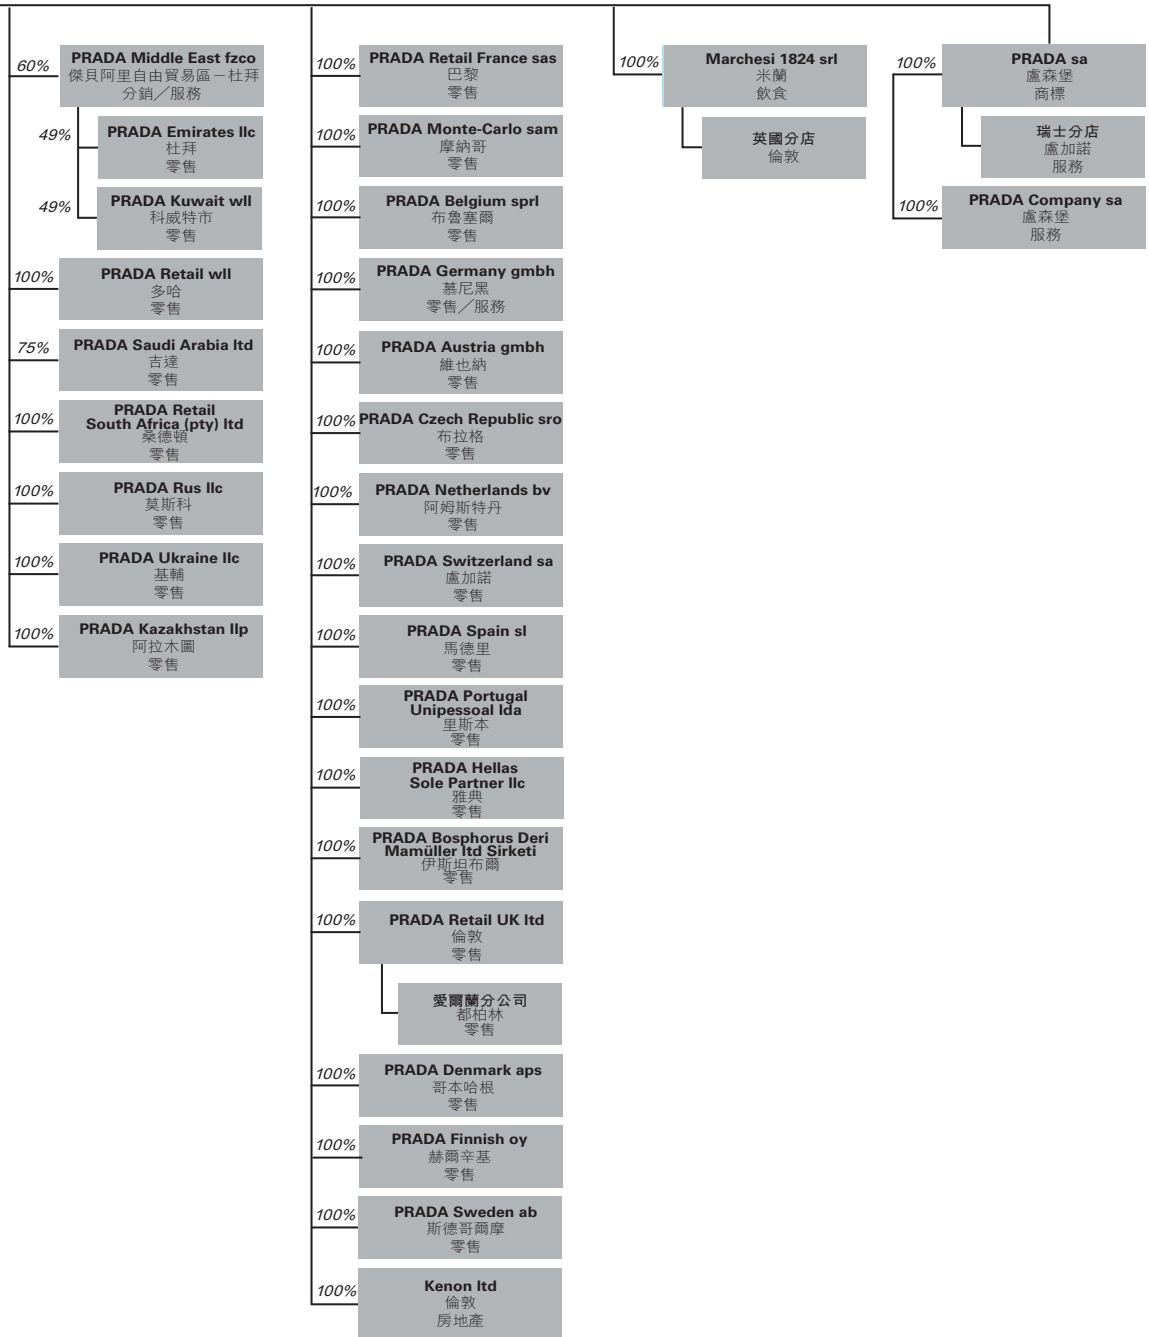 60%
PRADA Middle East fzco
傑貝阿里自由貿易區－杜拜
分銷／服務
49%
PRADA Emirates llc
杜拜
零售
49%
PRADA Kuwait wll
科威特市
零售
100%
PRADA Retail wll
多哈
零售
75%
PRADA Saudi Arabia ltd
吉達
零售
100%
PRADA Retail
South Africa (pty) ltd
桑德頓
零售
100%
PRADA Rus llc
莫斯科
零售
100%
PRADA Ukraine llc
基輔
零售
100%
PRADA Kazakhstan llp
阿拉木圖
零售
100%
PRADA Retail France sas
巴黎
零售
100%
PRADA Monte-Carlo sam
摩納哥
零售
100%
PRADA Belgium sprl
布魯塞爾
零售
100%
PRADA Germany gmbh
慕尼黑
零售／服務
100%
PRADA Austria gmbh
維也納
零售
100%
PRADA Czech Republic sro
布拉格
零售
100%
PRADA Netherlands bv
阿姆斯特丹
零售
100%
PRADA Switzerland sa
盧加諾
零售
100%
PRADA Spain sl
馬德里
零售
100%
PRADA Portugal
Unipessoal lda
里斯本
零售
100%
PRADA Hellas
Sole Partner llc
雅典
零售
100%
PRADA Bosphorus Deri
Mamüller ltd Sirketi
伊斯坦布爾
零售
100%
PRADA Retail UK ltd
倫敦
零售
愛爾蘭分公司
都柏林
零售
100%
PRADA Denmark aps
哥本哈根
零售
100%
PRADA Finnish oy
赫爾辛基
零售
100%
PRADA Sweden ab
斯德哥爾摩
零售
100%
Kenon ltd
倫敦
房地產
100%
Marchesi 1824 srl
米蘭
飲食
英國分店
倫敦
100%
PRADA sa
盧森堡
商標
瑞士分店
盧加諾
服務
100%
PRADA Company sa
盧森堡
服務